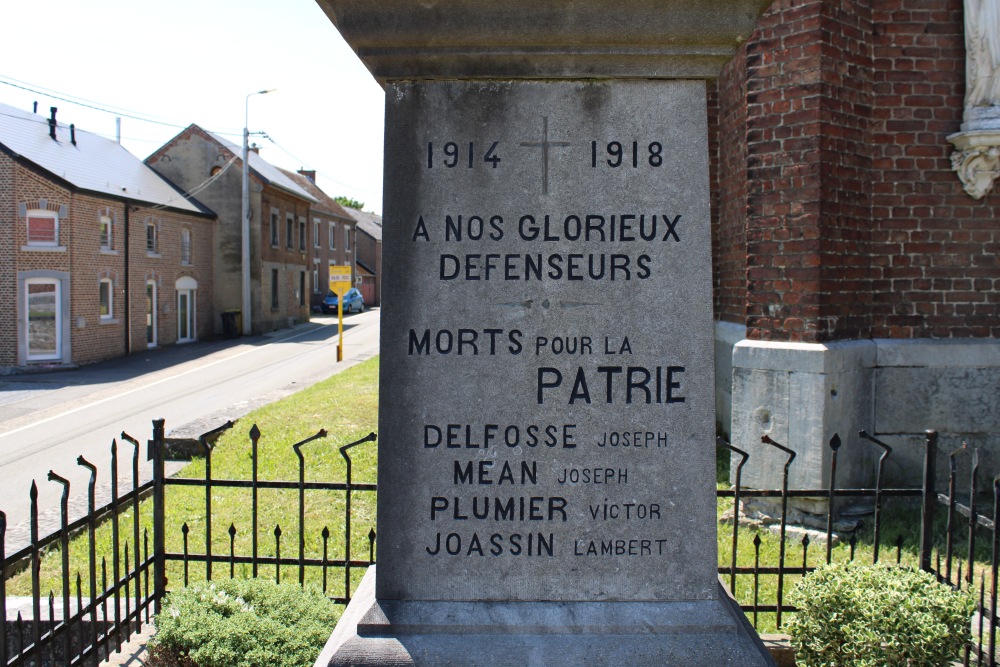 1914 1918
A NOS GLORIEUX
DEFENSEURS
MORTS POUR LA
PATRIE
DELFOSSE JOSEPH
MEAN JOSEPH
PLUMIER VICTOR
JOASSIN LAMBERT